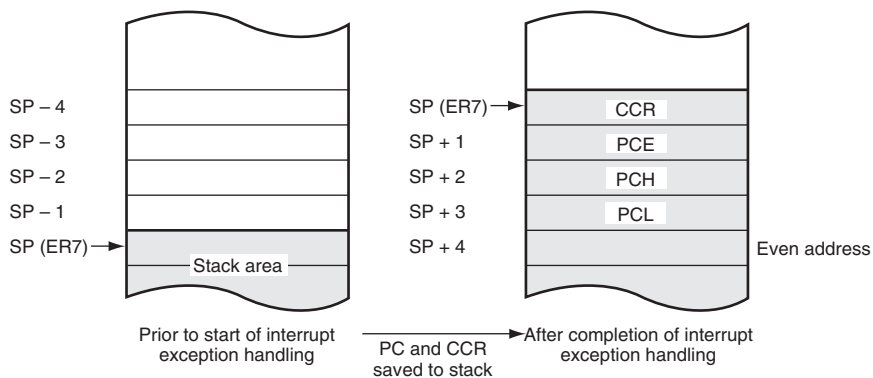 SP – 4
SP – 3
SP – 2
SP – 1
SP (ER7)
Stack area
Prior to start of interrupt
exception handling
PC and CCR
saved to stack
SP (ER7)
SP + 1
SP + 2
SP + 3
SP + 4
CCR
PCE
PCH
PCL
Even address
After completion of interrupt
exception handling